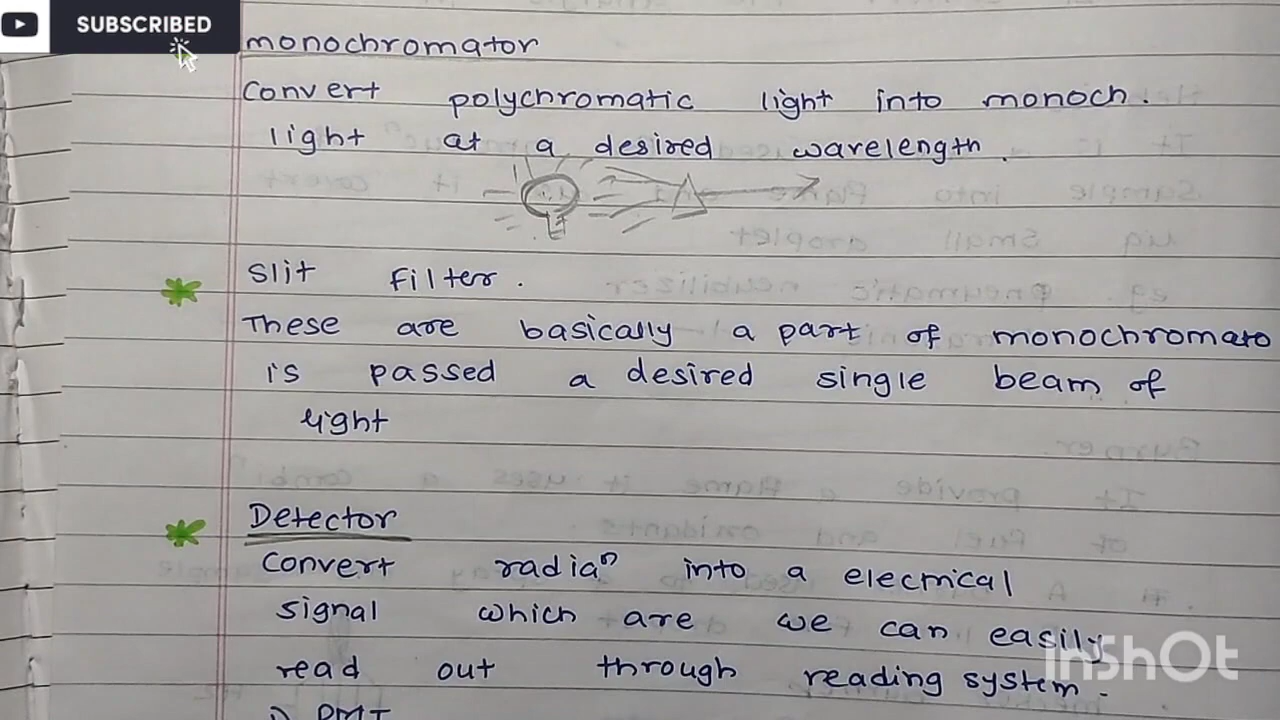 SUBSCRIBED
monochromator
Convert polychromatic light into monoch.
light at a desired wavelength.
Slit Filter.
These are basically a part of monochromato
is passed a desired single beam of
light
Detector
Convert radiaⁿ into a electrical
signal which are we can easily
read out through reading system.
InShOt
1) PMT